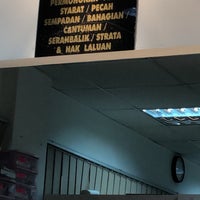 SYARAT / PECAH
SEMPADAN / BAHAGIAN /
CANTUMAN /
SERAHBALIK / STRATA
& HAK LALUAN